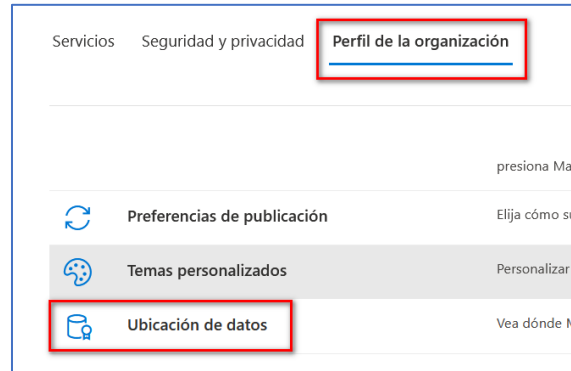 Servicios Seguridad y privacidad Perfil de la organización
presiona Ma
Preferencias de publicación Elija cómo su
Temas personalizados Personalizar
Ubicación de datos Vea dónde M